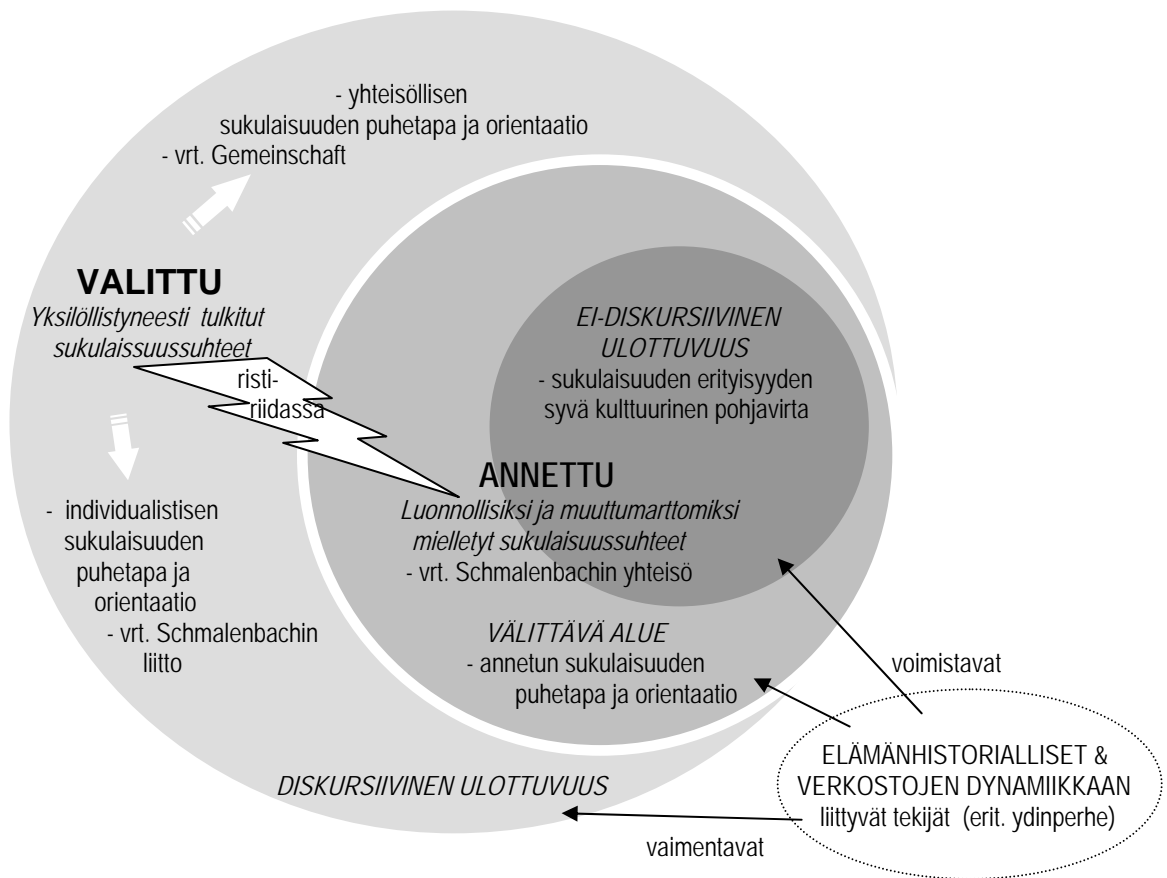 - yhteisöllisen
sukulaisuuden puhetapa ja orientaatio
- vrt. Gemeinschaft
VALITTU
Yksilöllistyneesti tulkitut
sukulaissuussuhteet
risti-
riidassa
- individualistisen
sukulaisuuden
puhetapa ja
orientaatio
- vrt. Schmalenbachin
liitto
EI-DISKURSIIVINEN
ULOTTUVUUS
- sukulaisuuden erityisyyden
syvä kulttuurinen pohjavirta
ANNETTU
Luonnollisiksi ja muuttumarttomiksi
mielletyt sukulaisuussuhteet
- vrt. Schmalenbachin yhteisö
VÄLITTÄVÄ ALUE
- annetun sukulaisuuden
puhetapa ja orientaatio
DISKURSIIVINEN ULOTTUVUUS
voimistavat
ELÄMÄNHISTORIALLISET &
VERKOSTOJEN DYNAMIIKKAAN
liittyvät tekijät (erit. ydinperhe)
vaimentavat